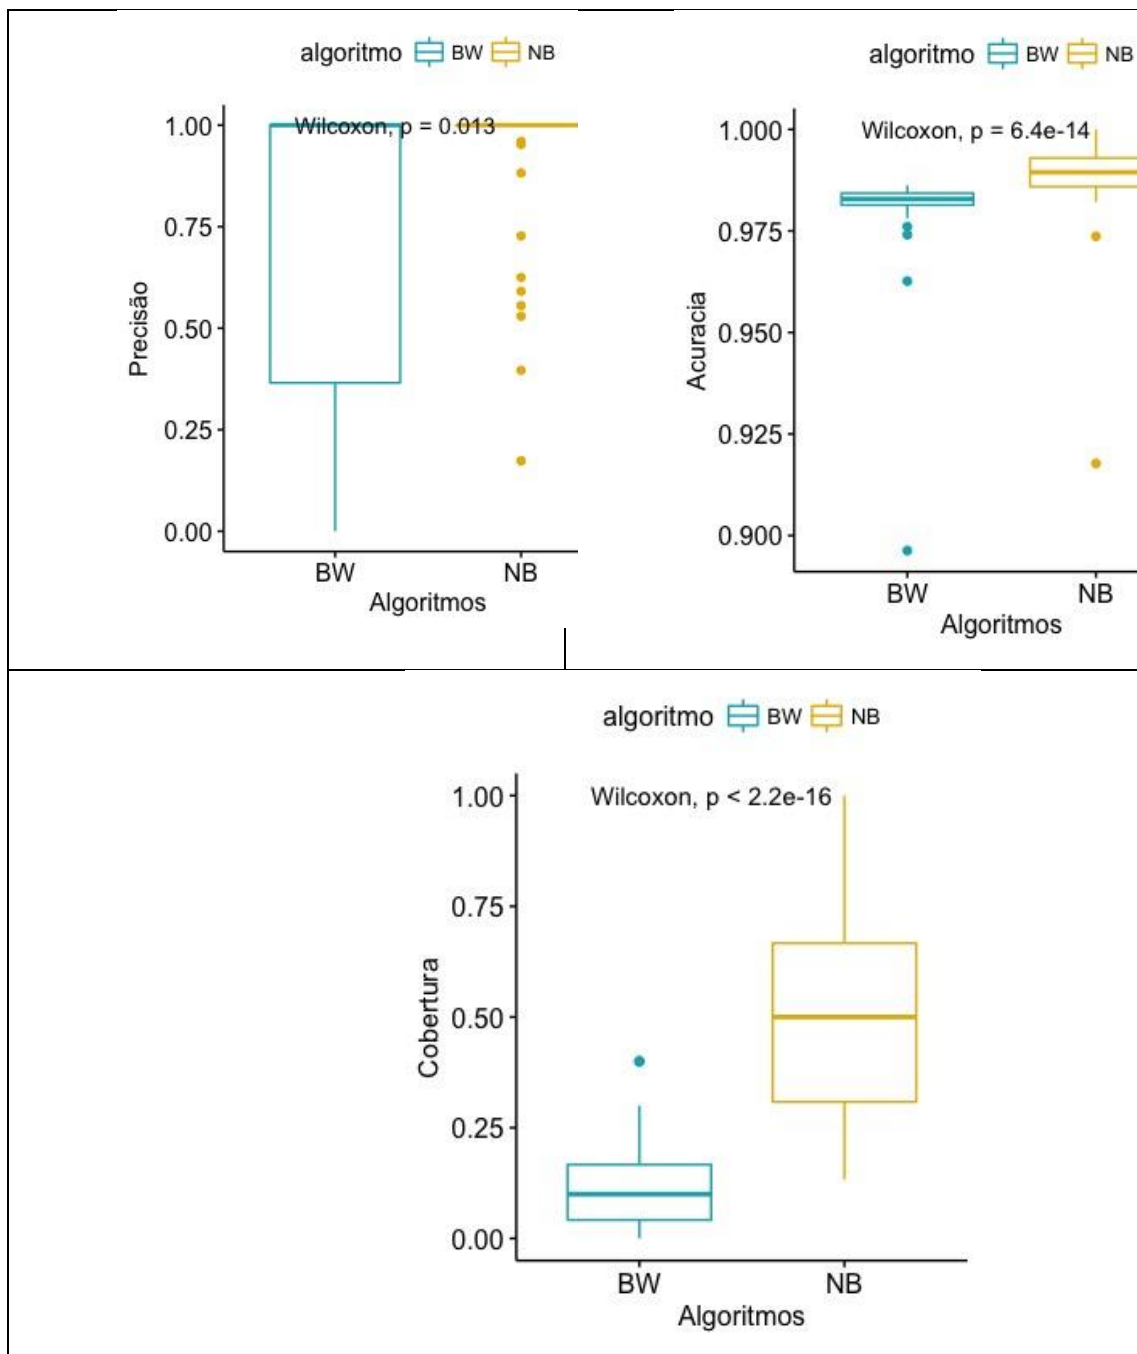 algoritmo BW NB
Wilcoxon, p = 0.013
1.00
0.75
0.50
0.25
0.00
Precisão
BW NB
Algoritmos
algoritmo BW NB
Wilcoxon, p = 6.4e-14
1.000
0.975
0.950
0.925
0.900
Acuracia
BW NB
Algoritmos
algoritmo BW NB
Wilcoxon, p < 2.2e-16
1.00
0.75
0.50
0.25
0.00
Cobertura
BW NB
Algoritmos